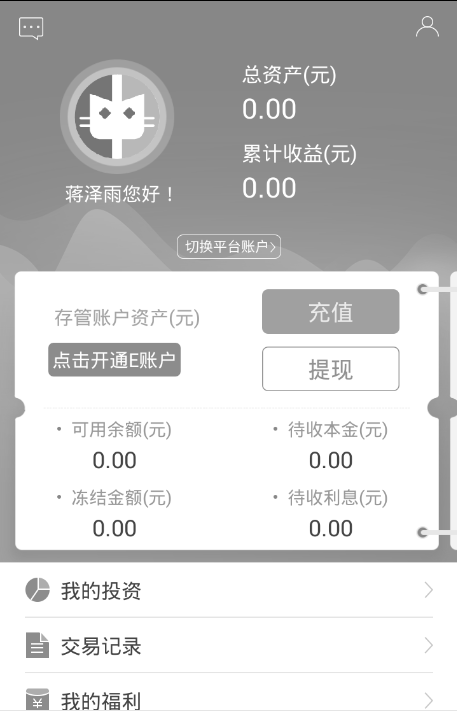 总资产(元)
0.00
累计收益(元)
0.00
蒋泽雨您好！
切换平台账户
存管账户资产(元)
充值
点击开通E账户
提现
可用余额(元)
待收本金(元)
0.00
0.00
冻结金额(元)
待收利息(元)
0.00
0.00
我的投资
交易记录
我的福利